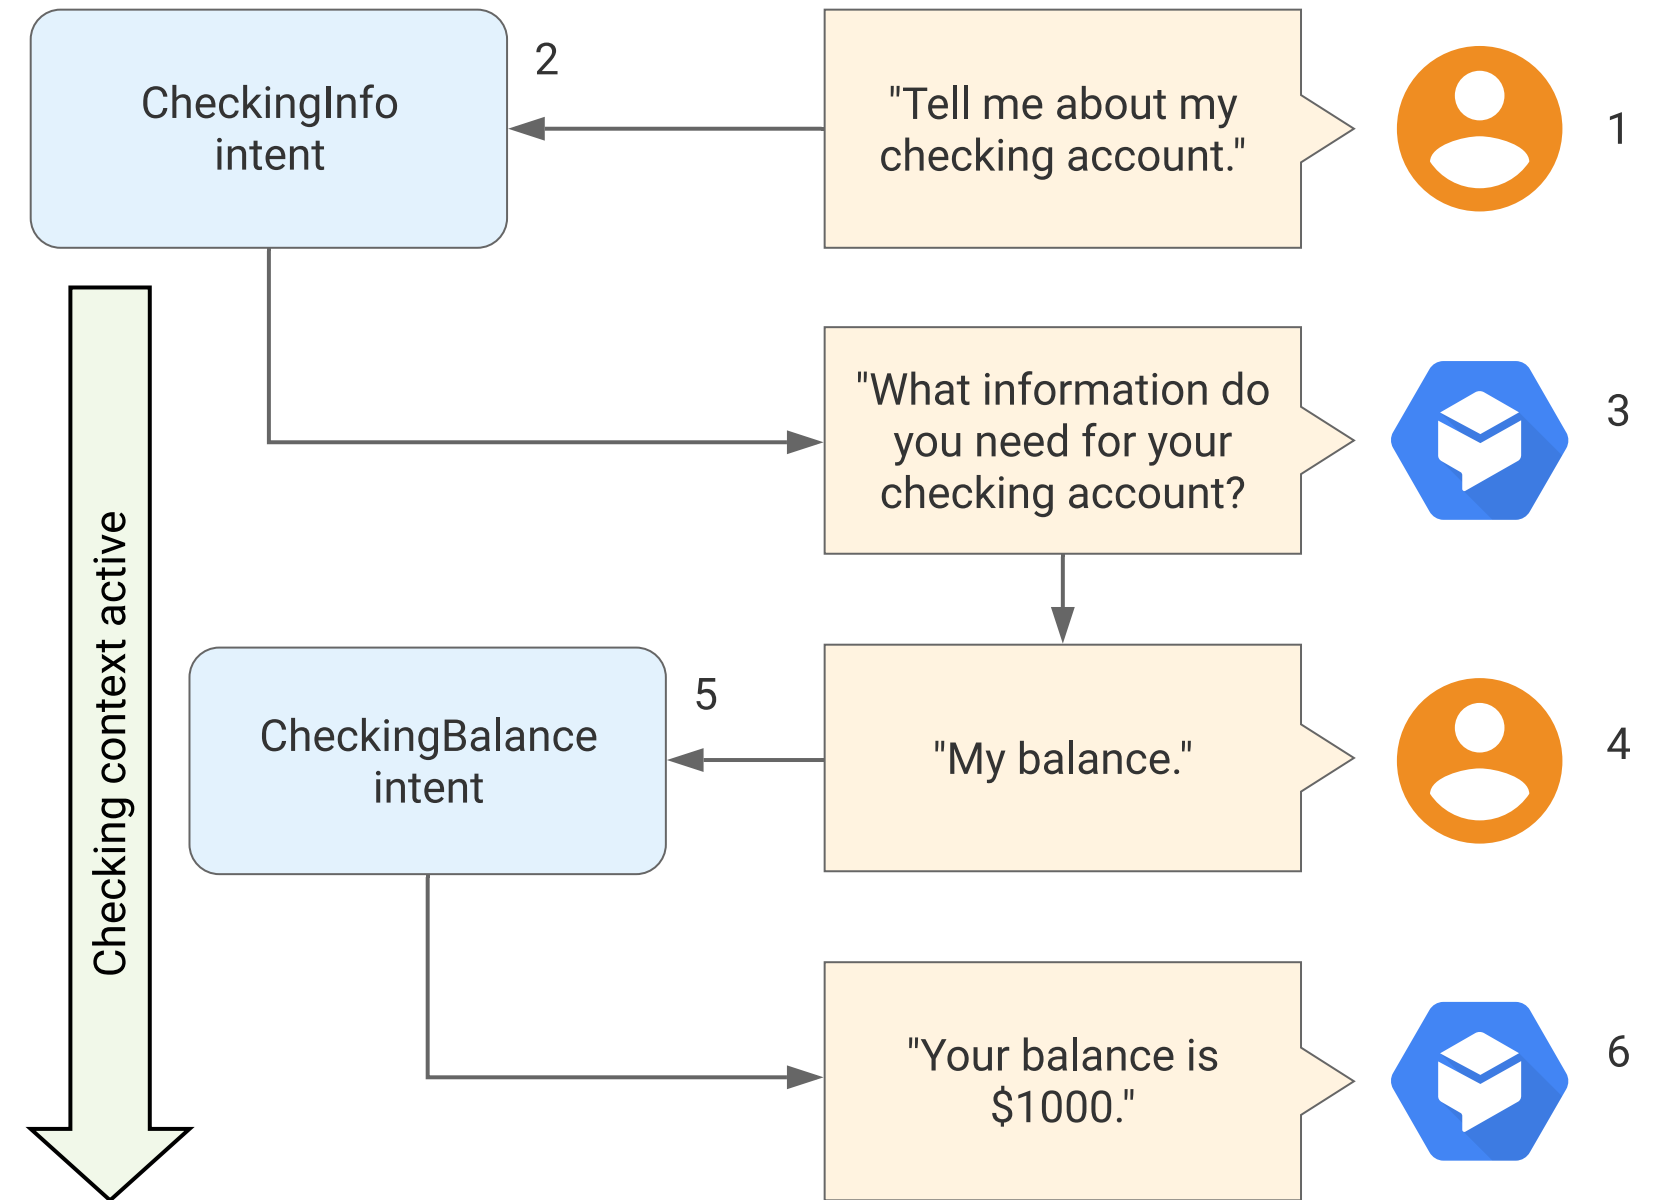 CheckingInfo
intent
2
"Tell me about my
checking account."
1
"What information do
you need for your
checking account?
3
Checking context active
CheckingBalance
intent
5
"My balance."
4
"Your balance is
$1000."
6